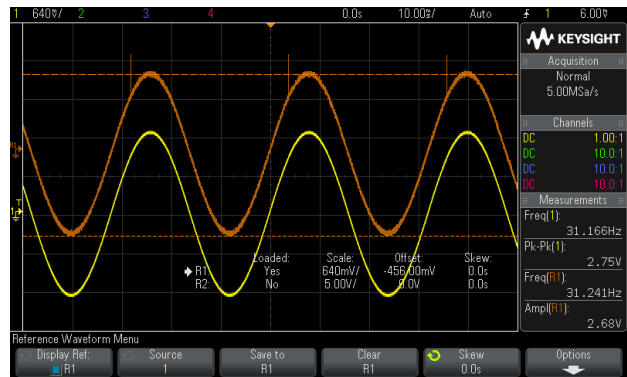 1 640▿/ 2 3 4 0.0s 10.00▿/ Auto 1 6.00▿
KEYSIGHT
Acquisition
Normal
5.00MSa/s
Channels
DC 1.00:1
DC 10.0:1
DC 10.0:1
DC 10.0:1
Measurements
Freq(1):
31.166Hz
Pk-Pk(1):
2.75V
Freq(R1):
31.241Hz
Ampl(R1):
2.68V
R1
T
1
Loaded: Scale: Offset: Skew:
R1: Yes 640mV/ -456.00mV 0.0s
R2: No 5.00V/ 0.0V 0.0s
Reference Waveform Menu
Display Ref: Source Save to Clear Skew Options
R1 1 R1 R1 0.0s